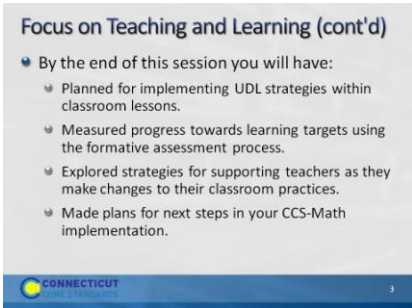 Focus on Teaching and Learning (cont'd)
By the end of this session you will have:
Planned for implementing UDL strategies within
classroom lessons.
Measured progress towards learning targets using
the formative assessment process.
Explored strategies for supporting teachers as they
make changes to their classroom practices.
Made plans for next steps in your CCS-Math
implementation.
CONNECTICUT
CORE STANDARDS
3